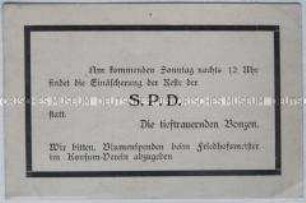 Am kommenden Sonntag nachts 12 Uhr
findet die Einäscherung der Reste der
S. P. D.
statt.
Die tieftrauernden Bonzen.
Wir bitten, Blumenspenden beim Friedhofsmeister
im Konsum-Verein abzugeben